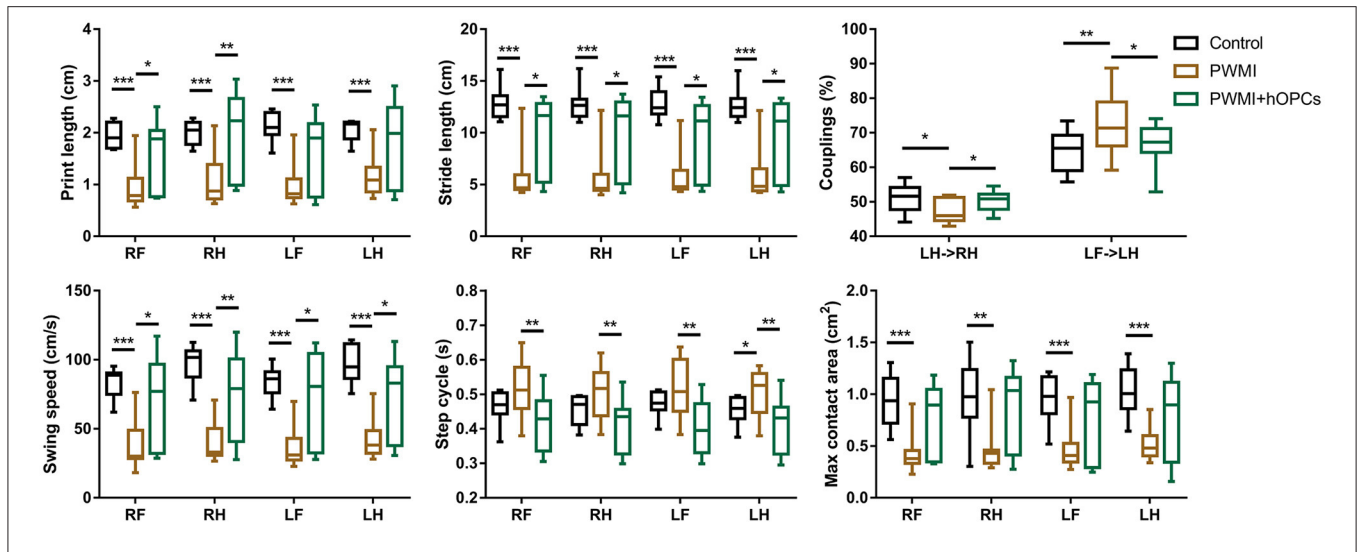 Print length (cm)
4
3
2
1
0
*** * *** ** *** ***
RF RH LF LH
Stride length (cm)
20
15
10
5
0
*** * *** * *** * *** *
RF RH LF LH
Couplings (%)
100
90
80
70
60
50
40
* * ** *
LH->RH LF->LH
Control
PWMI
PWMI+hOPCs
Swing speed (cm/s)
150
100
50
0
*** * *** ** *** * *** *
RF RH LF LH
Step cycle (s)
0.8
0.7
0.6
0.5
0.4
0.3
0.2
** ** ** * **
RF RH LF LH
Max contact area (cm²)
2.0
1.5
1.0
0.5
0.0
*** ** *** ***
RF RH LF LH